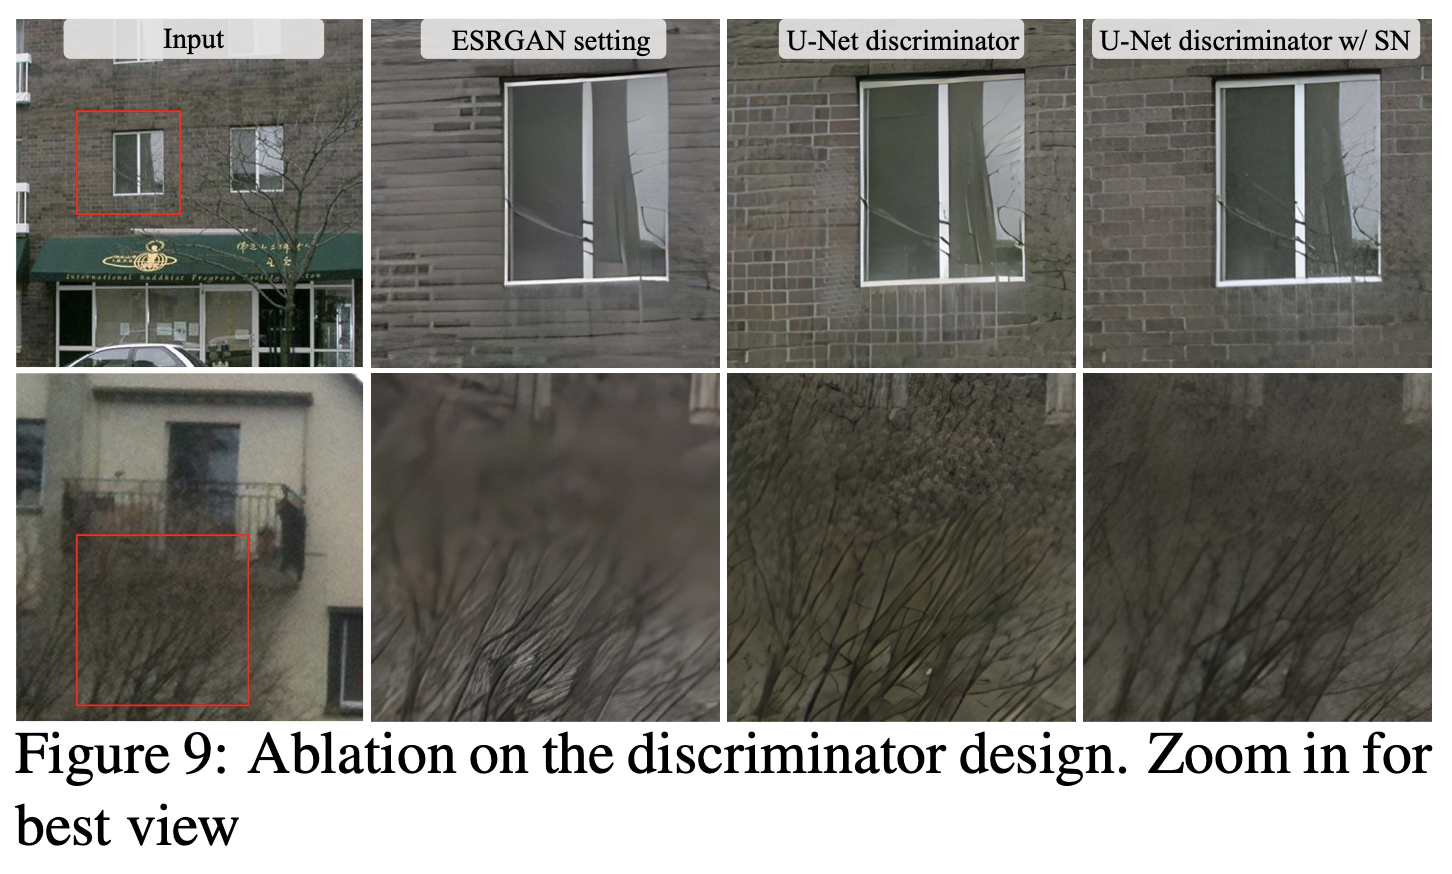 Input
ESRGAN setting
U-Net discriminator
U-Net discriminator w/ SN
International Buddhist Progress
Figure 9: Ablation on the discriminator design. Zoom in for
best view